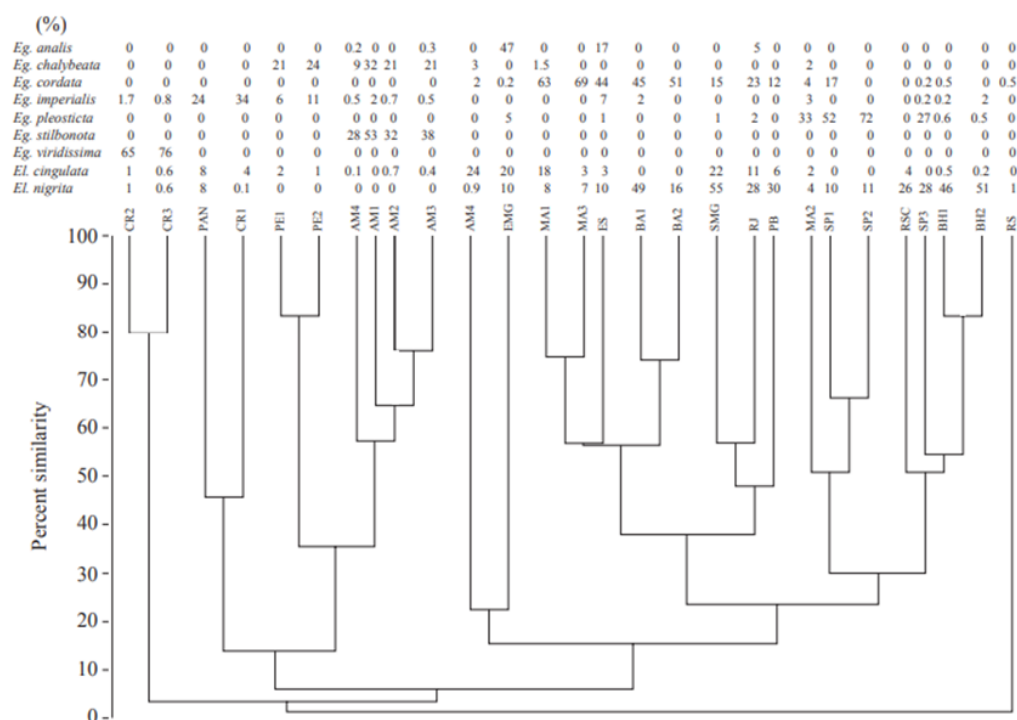 (%)
Eg. analis 0 0 0 0 0 0 0.2 0 0 0.3 0 47 0 0 17 0 0 0 5 0 0 0 0 0 0 0 0 0
Eg. chalybeata 0 0 0 0 21 24 9 32 21 21 3 0 1.5 0 0 0 0 0 0 0 2 0 0 0 0 0 0 0
Eg. cordata 0 0 0 0 0 0 0 0 0 0 2 0.2 63 69 44 45 51 15 23 12 4 17 0 0 0.2 0.5 0 0.5
Eg. imperialis 1.7 0.8 24 34 6 11 0.5 2 0.7 0.5 0 0 0 0 7 2 0 0 0 0 3 0 0 0 0.2 0.2 2 0
Eg. pleosticta 0 0 0 0 0 0 0 0 0 0 0 5 0 0 1 0 0 1 2 0 33 52 72 0 27 0.6 0.5 0
Eg. stilbonota 0 0 0 0 0 0 28 53 32 38 0 0 0 0 0 0 0 0 0 0 0 0 0 0 0 0 0 0
Eg. viridissima 65 76 0 0 0 0 0 0 0 0 0 0 0 0 0 0 0 0 0 0 0 0 0 0 0 0 0 0
El. cingulata 1 0.6 8 4 2 1 0.1 0 0.7 0.4 24 20 18 3 3 0 0 22 11 6 2 0 0 4 0 0.5 0.2 0
El. nigrita 1 0.6 8 0.1 0 0 0 0 0 0 0.9 10 8 7 10 49 16 55 28 30 4 10 11 26 28 46 51 1
CR2 CR3 PAN CR1 PE1 PE2 AM4 AM1 AM2 AM3 AM4 EMG MA1 MA3 ES BA1 BA2 SMG RJ PB MA2 SP1 SP2 RSC SP3 BH1 BH2 RS
100
90
80
70
60
50
40
30
20
10
0
Percent similarity